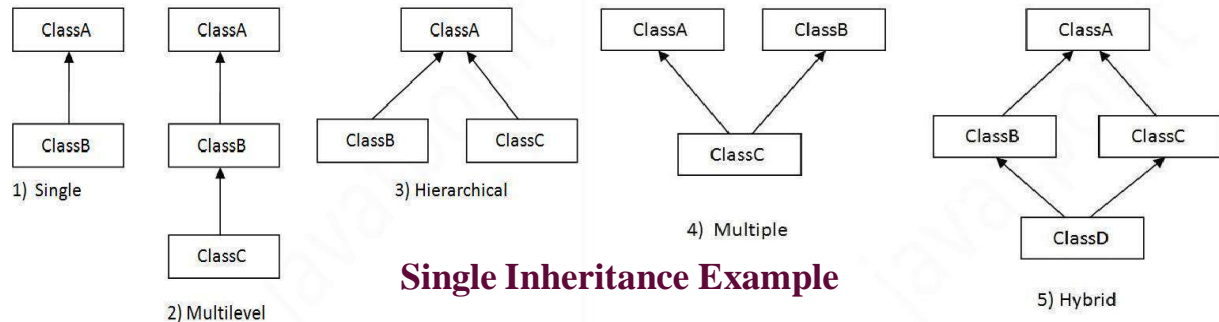 ClassA
ClassB
1) Single
ClassA
ClassB
ClassC
2) Multilevel
ClassA
ClassB
ClassC
3) Hierarchical
ClassA
ClassB
ClassC
4) Multiple
ClassA
ClassB
ClassC
ClassD
5) Hybrid
Single Inheritance Example